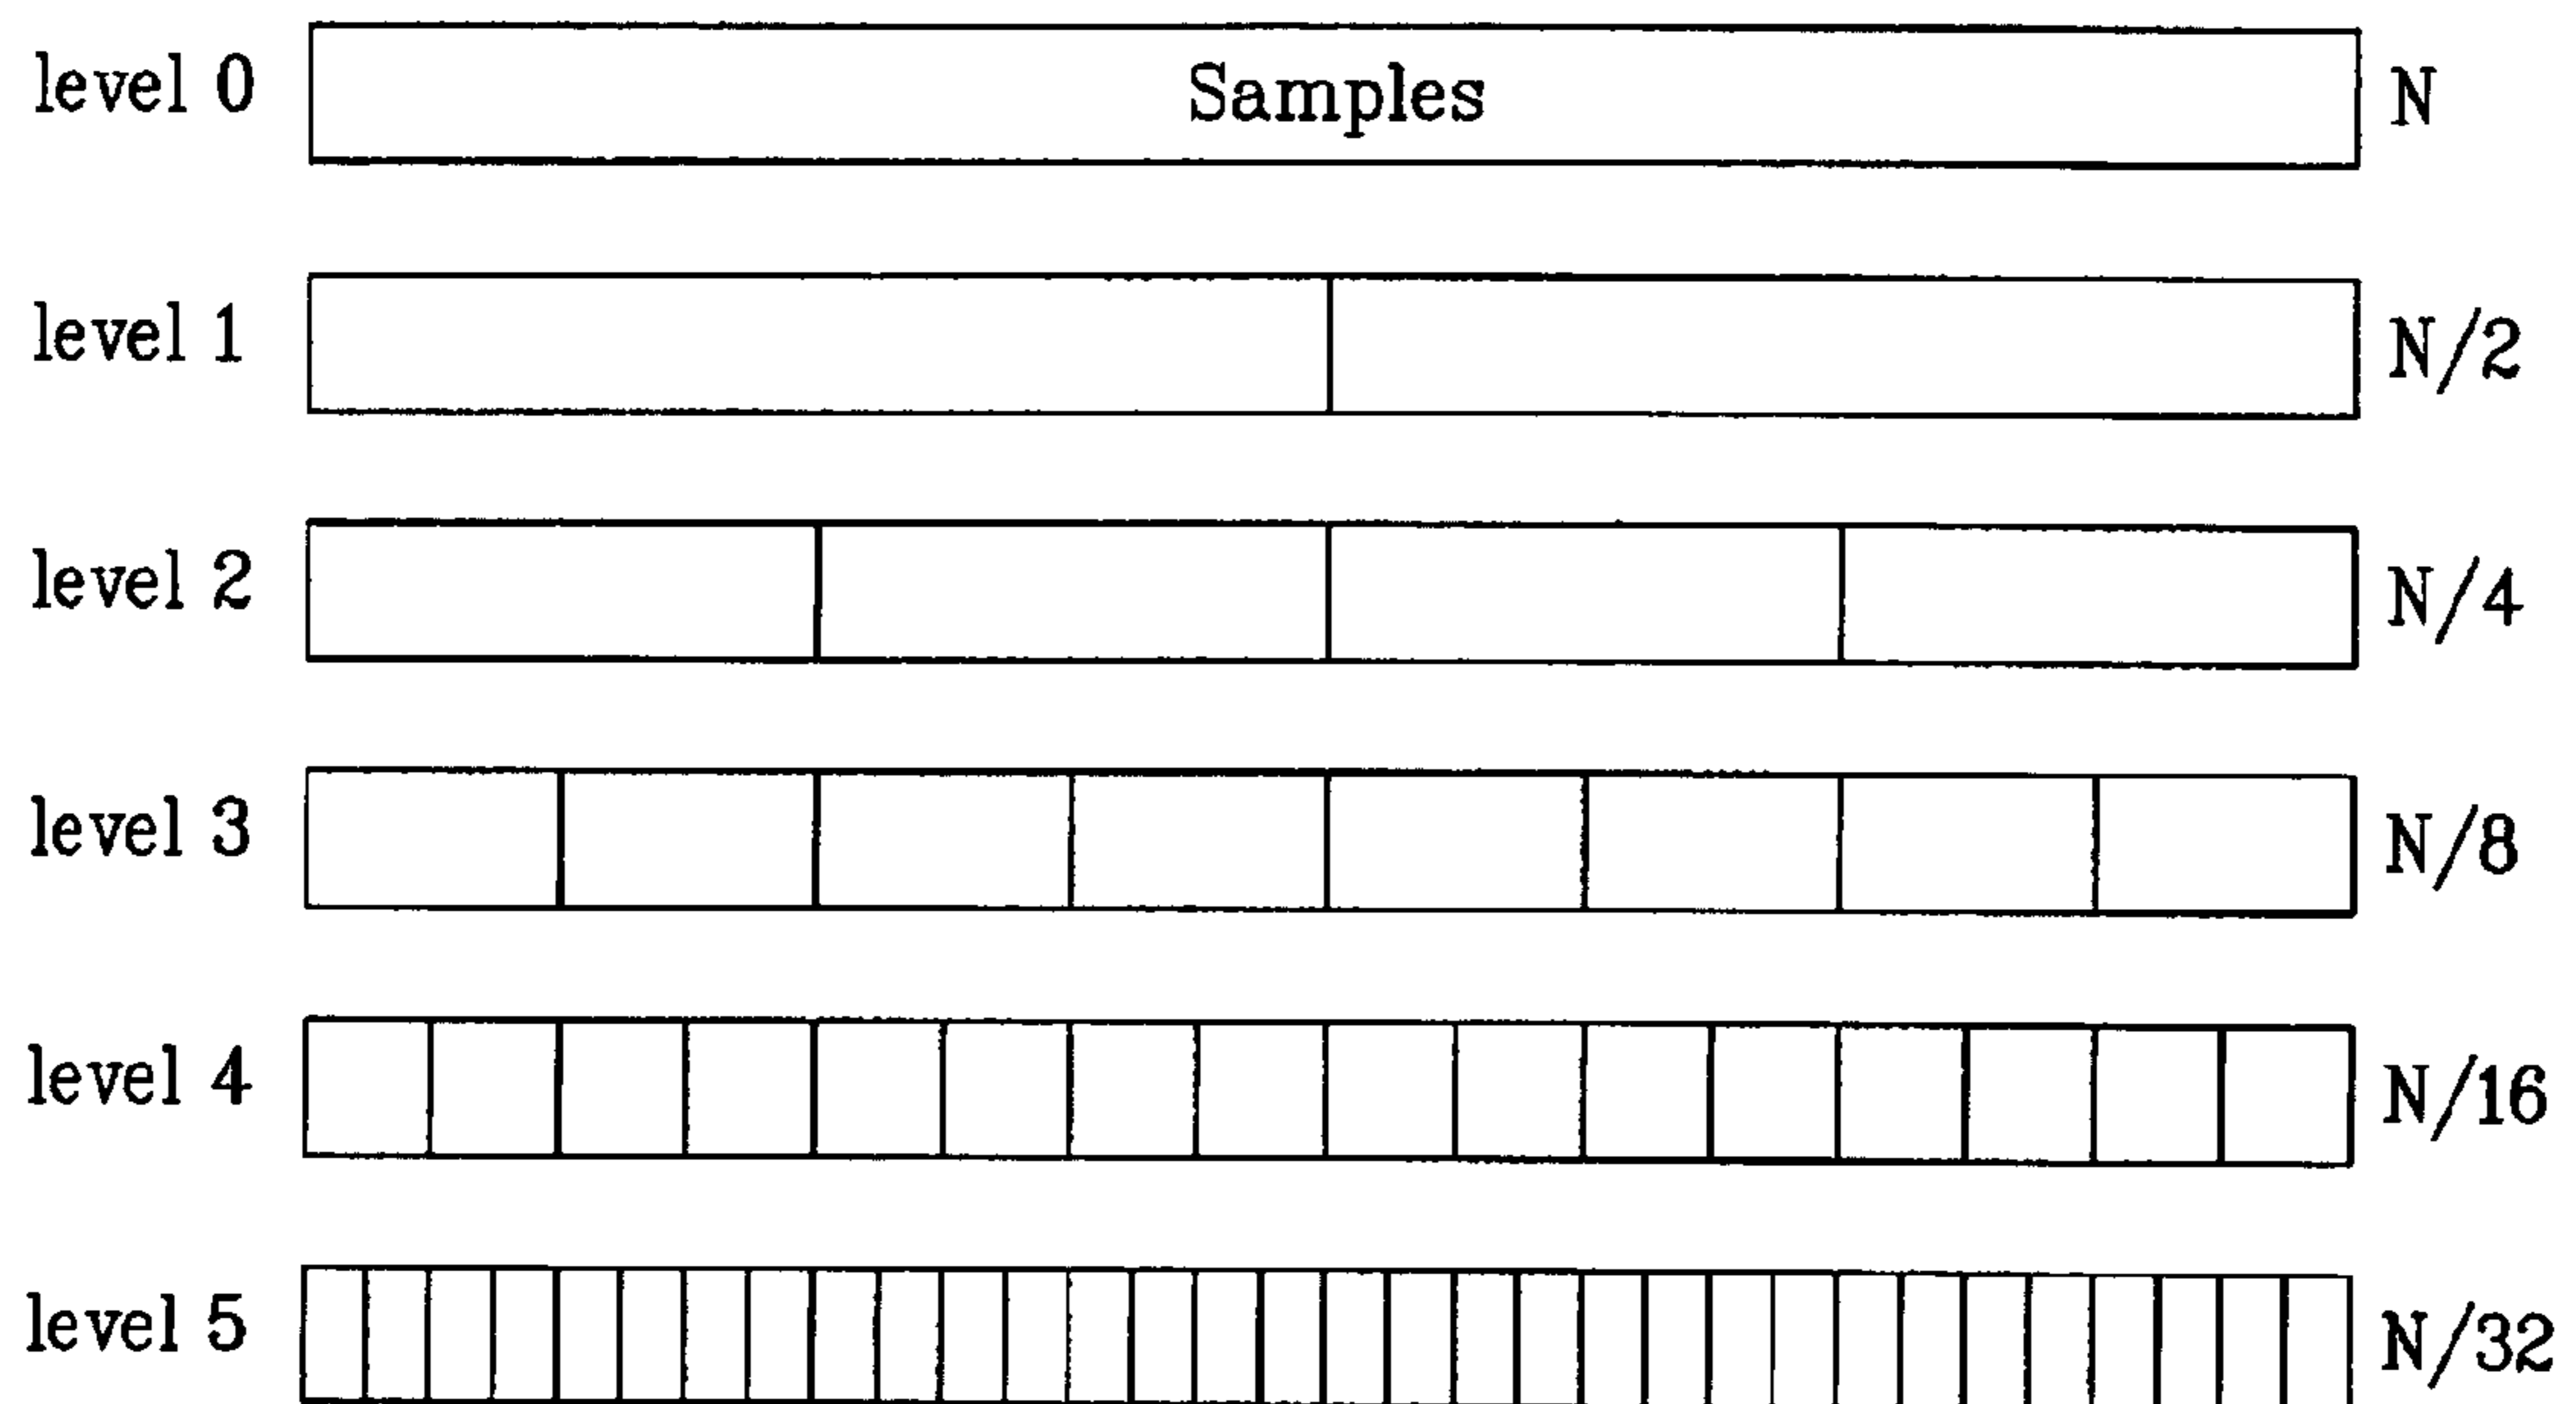 level 0 Samples N
level 1 N/2
level 2 N/4
level 3 N/8
level 4 N/16
level 5 N/32